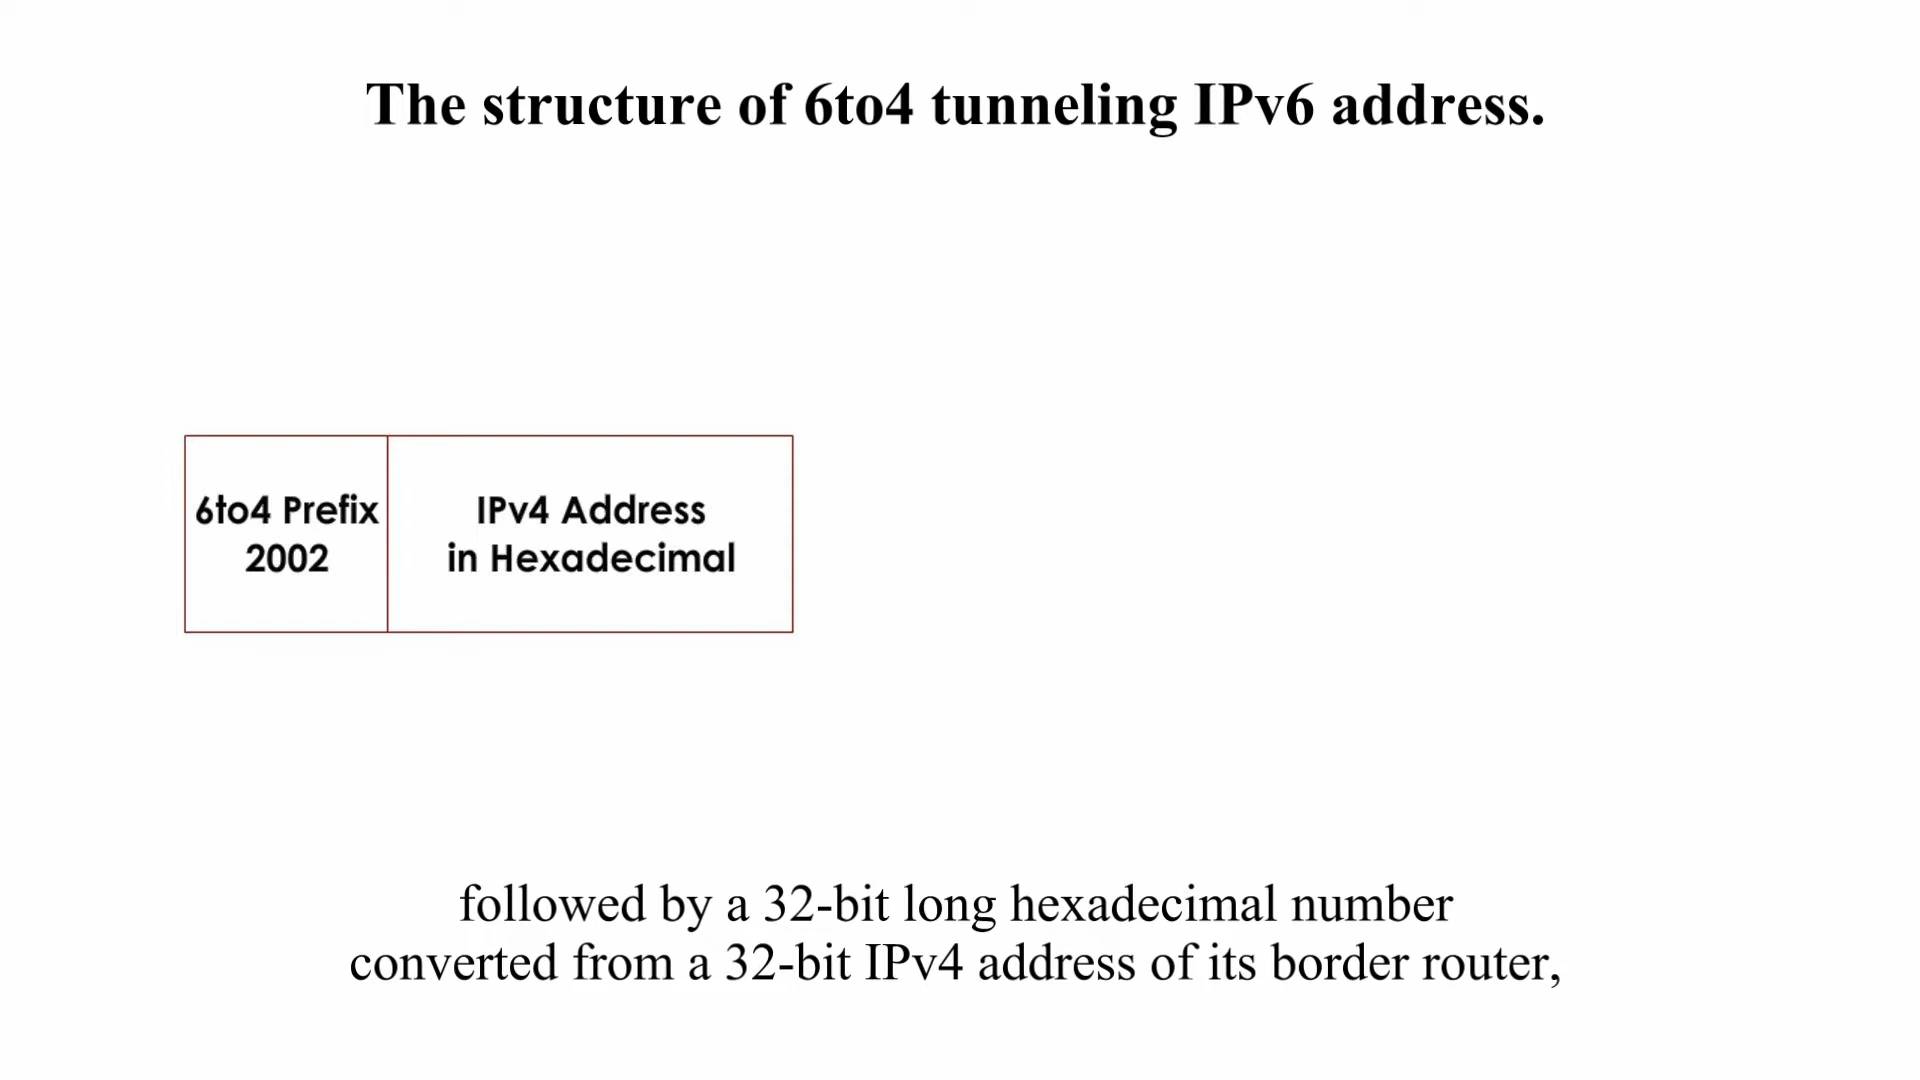 The structure of 6to4 tunneling IPv6 address.
6to4 Prefix
2002
IPv4 Address
in Hexadecimal
followed by a 32-bit long hexadecimal number
converted from a 32-bit IPv4 address of its border router,